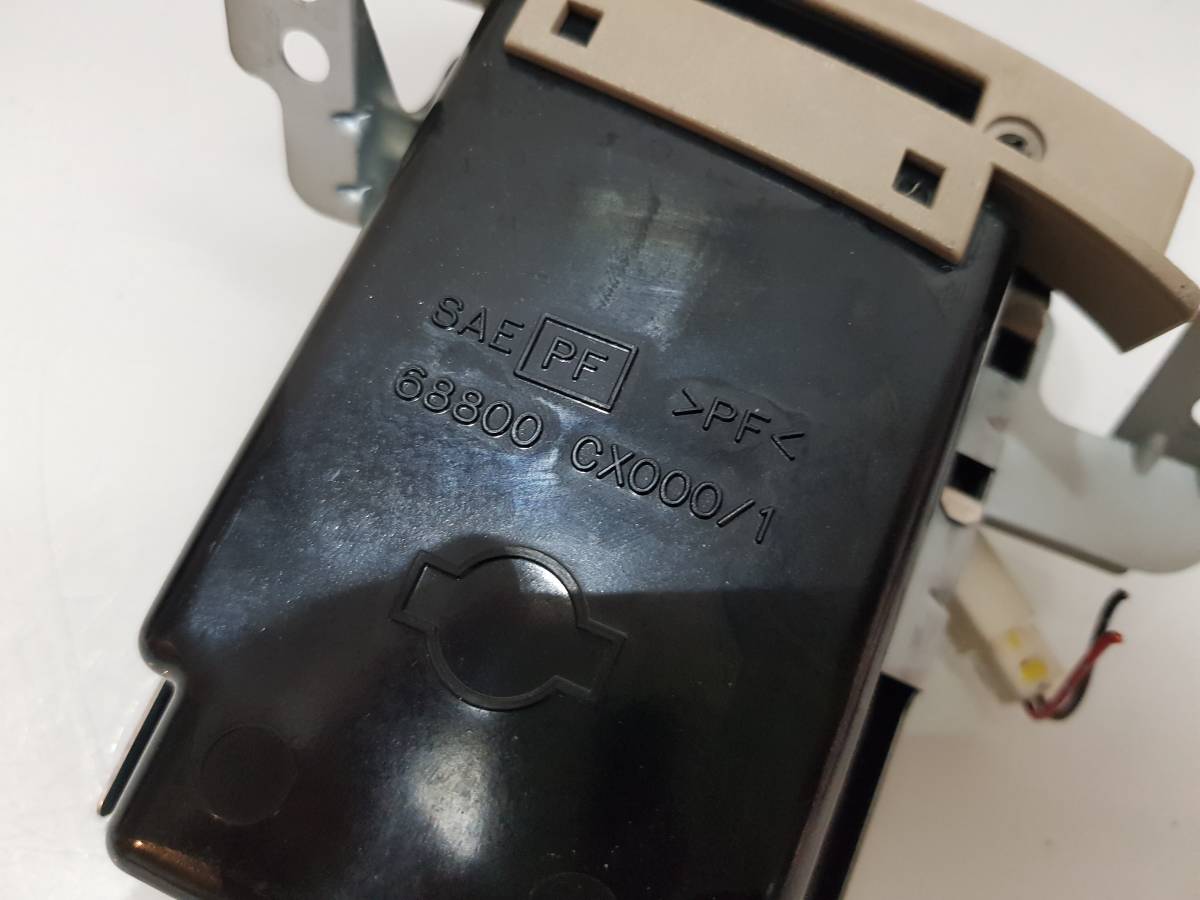 SAE PF >PF<
68800 CX000/1